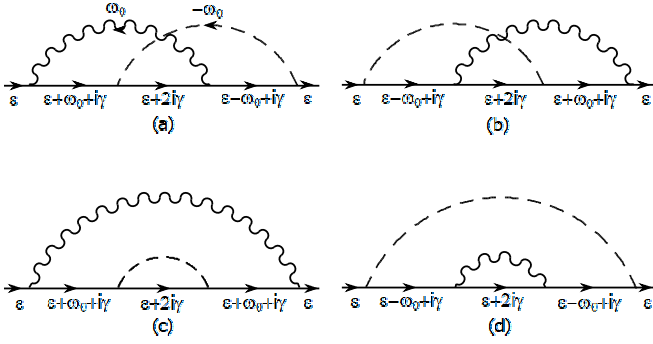 ω₀ -ω₀
ε ε+ω₀+iγ ε+2iγ ε-ω₀+iγ ε
(a)
ε ε-ω₀+iγ ε+2iγ ε+ω₀+iγ ε
(b)
ε ε+ω₀+iγ ε+2iγ ε+ω₀+iγ ε
(c)
ε ε-ω₀+iγ ε+2iγ ε-ω₀+iγ ε
(d)